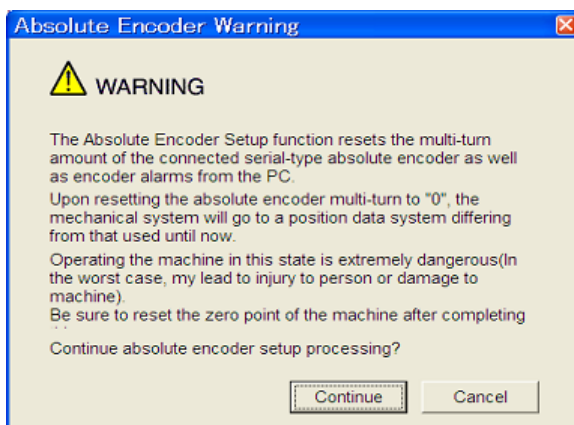 Absolute Encoder Warning
WARNING
The Absolute Encoder Setup function resets the multi-turn
amount of the connected serial-type absolute encoder as well
as encoder alarms from the PC.
Upon resetting the absolute encoder multi-turn to "0", the
mechanical system will go to a position data system differing
from that used until now.
Operating the machine in this state is extremely dangerous(In
the worst case, my lead to injury to person or damage to
machine).
Be sure to reset the zero point of the machine after completing
Continue absolute encoder setup processing?
Continue
Cancel